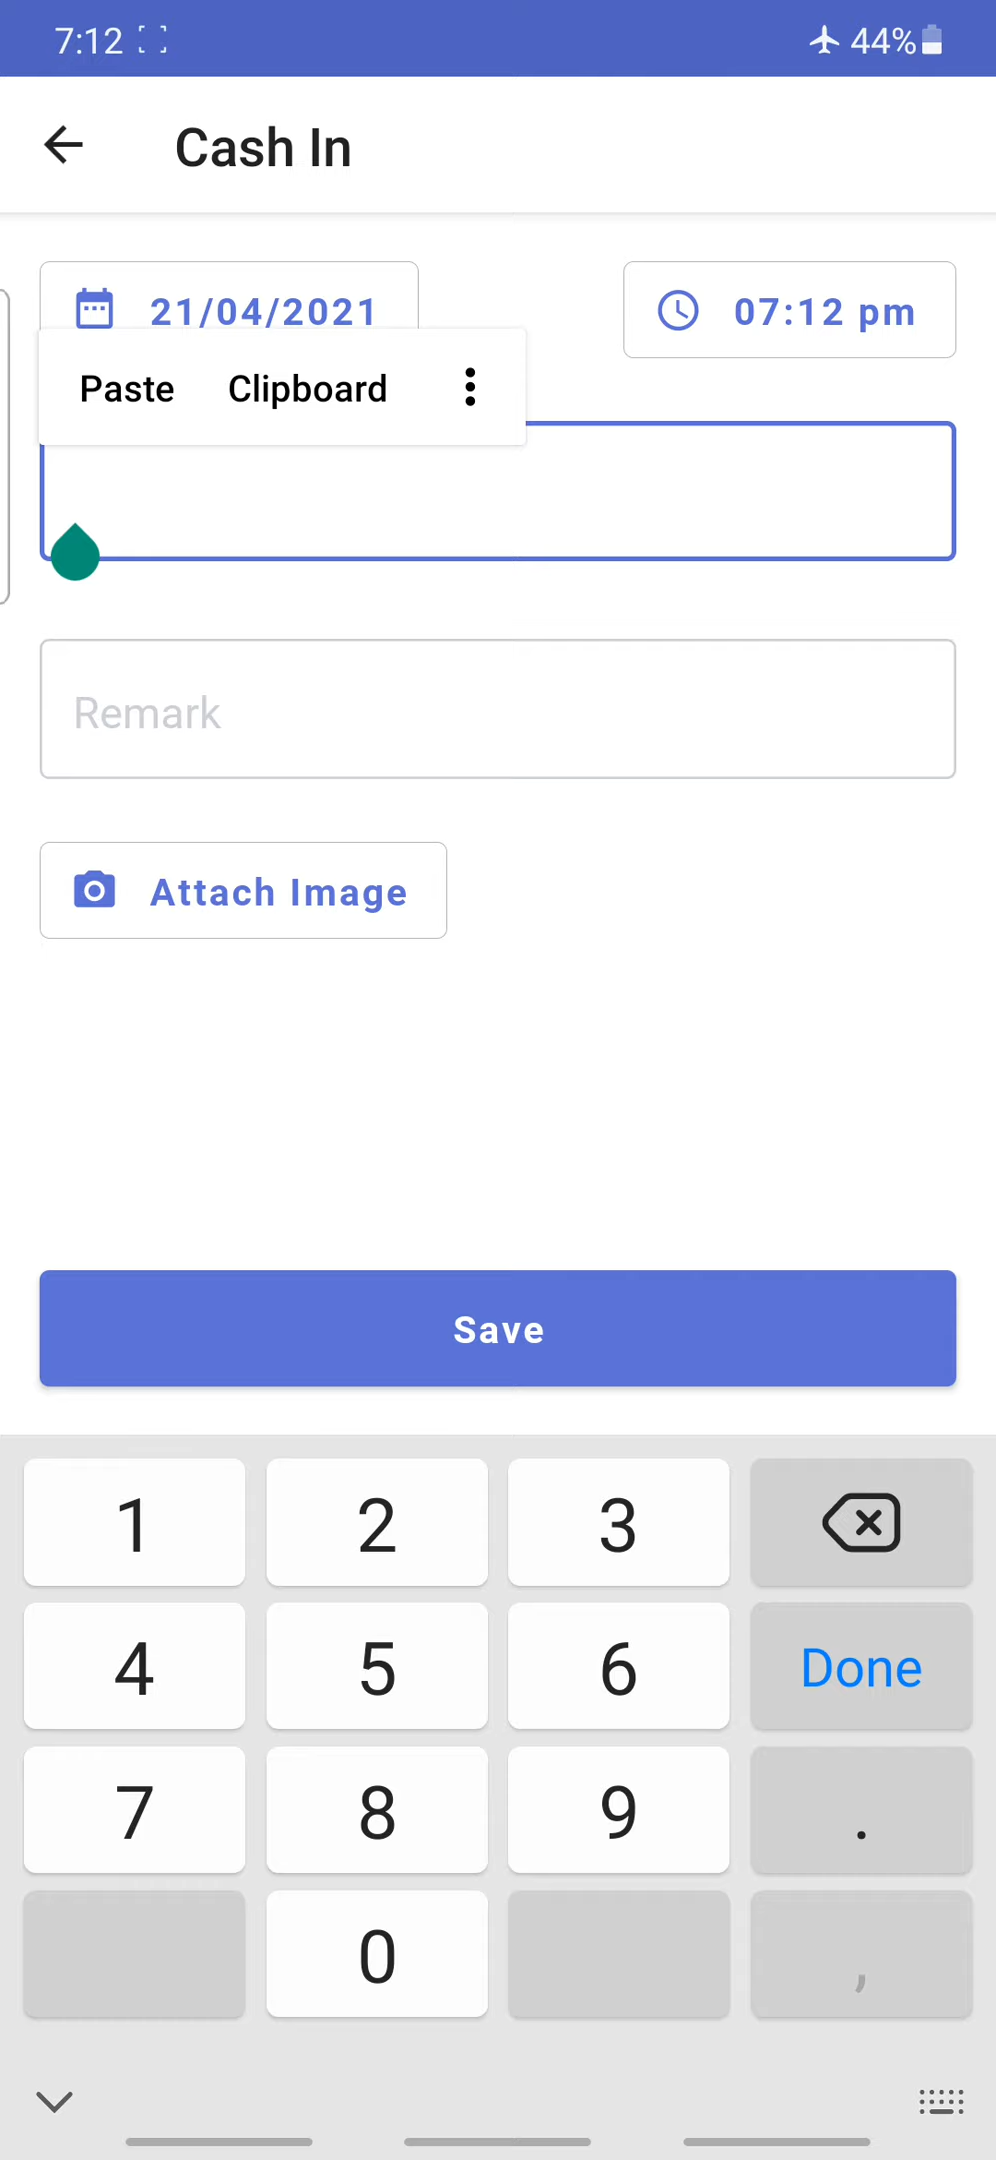 7:12 44%
Cash In
21/04/2021 07:12 pm
Paste Clipboard
Remark
Attach Image
Save
1 2 3
4 5 6 Done
7 8 9 .
0 ,